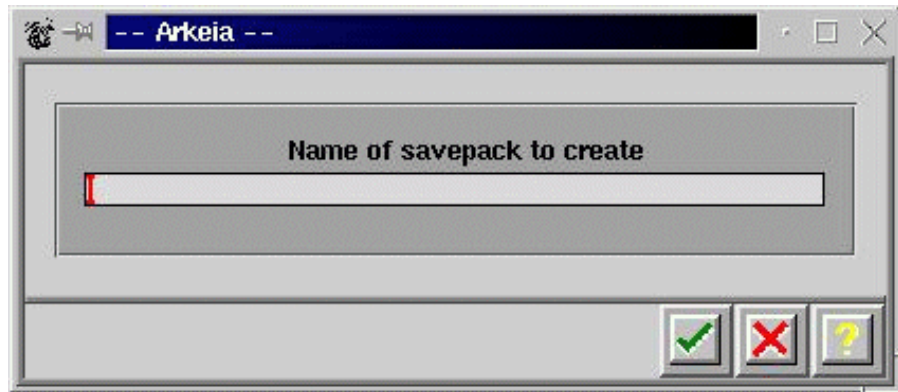 -- Arkeia --
Name of savepack to create
?